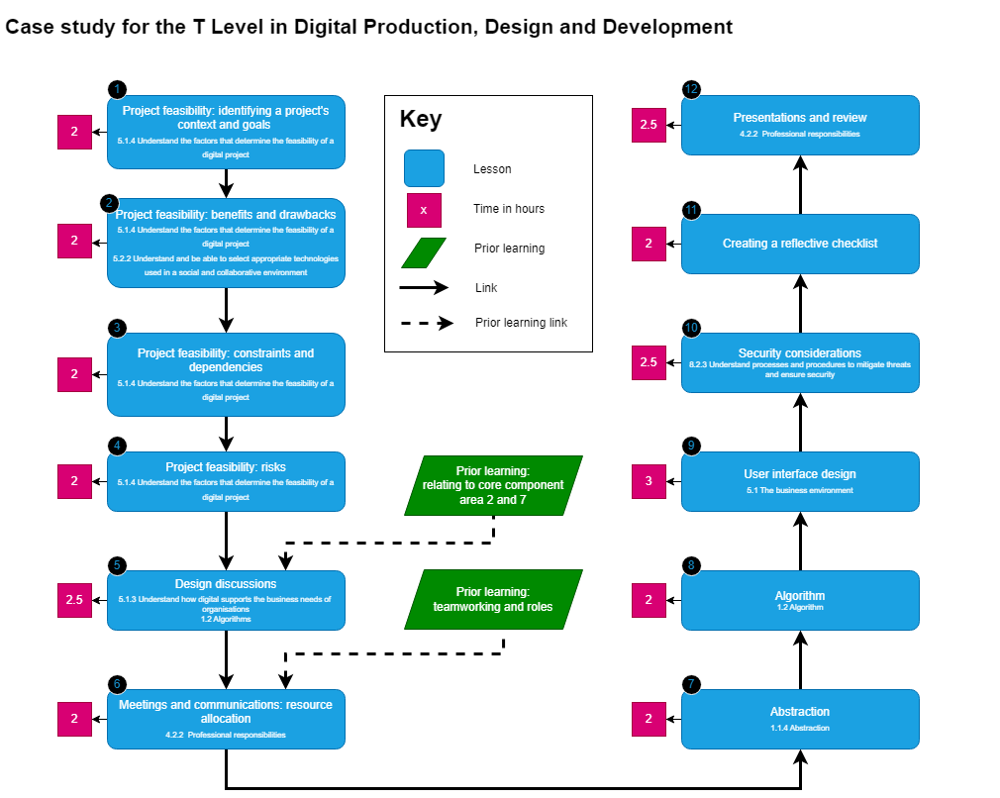 Case study for the T Level in Digital Production, Design and Development
1
Project feasibility: identifying a project's
context and goals
5.1.4 Understand the factors that determine the feasibility of a
digital project
2
2
Project feasibility: benefits and drawbacks
5.1.4 Understand the factors that determine the feasibility of a
digital project
5.2.2 Understand and be able to select appropriate technologies
used in a social and collaborative environment
2
3
Project feasibility: constraints and
dependencies
5.1.4 Understand the factors that determine the feasibility of a
digital project
2
4
Project feasibility: risks
5.1.4 Understand the factors that determine the feasibility of a
digital project
2
5
Design discussions
5.1.3 Understand how digital supports the business needs of
organisations
1.2 Algorithms
2.5
6
Meetings and communications: resource
allocation
4.2.2 Professional responsibilities
2
Key
Lesson
x
Time in hours
Prior learning
Link
Prior learning link
Prior learning:
relating to core component
area 2 and 7
Prior learning:
teamworking and roles
12
Presentations and review
4.2.2 Professional responsibilities
2.5
11
Creating a reflective checklist
2
10
Security considerations
8.2.3 Understand processes and procedures to mitigate threats
and ensure security
2.5
9
User interface design
5.1 The business environment
3
8
Algorithm
1.2 Algorithm
2
7
Abstraction
1.1.4 Abstraction
2